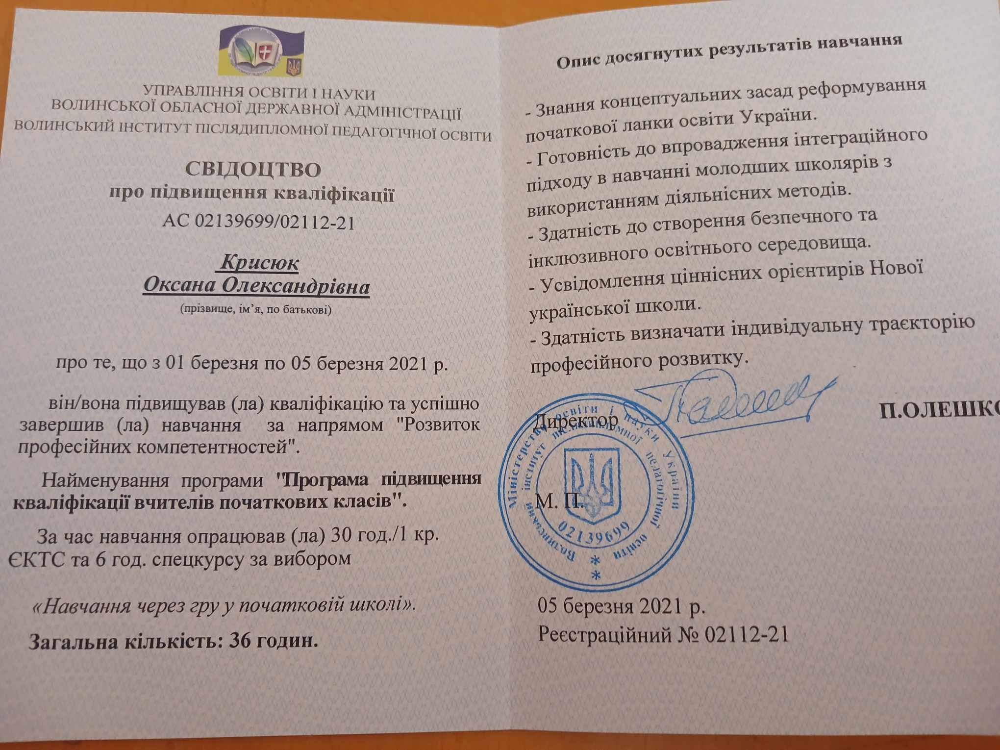 УПРАВЛІННЯ ОСВІТИ І НАУКИ
ВОЛИНСЬКОЇ ОБЛАСНОЇ ДЕРЖАВНОЇ АДМІНІСТРАЦІЇ
ВОЛИНСЬКИЙ ІНСТИТУТ ПІСЛЯДИПЛОМНОЇ ПЕДАГОГІЧНОЇ ОСВІТИ
СВІДОЦТВО
про підвищення кваліфікації
АС 02139699/02112-21
Крисюк
Оксана Олександрівна
(прізвище, ім’я, по батькові)
про те, що з 01 березня по 05 березня 2021 р.
він/вона підвищував (ла) кваліфікацію та успішно
завершив (ла) навчання за напрямом "Розвиток
професійних компетентностей".
Найменування програми "Програма підвищення
кваліфікації вчителів початкових класів".
За час навчання опрацював (ла) 30 год./1 кр.
ЄКТС та 6 год. спецкурсу за вибором
«Навчання через гру у початковій школі».
Загальна кількість: 36 годин.
Опис досягнутих результатів навчання
- Знання концептуальних засад реформування
початкової ланки освіти України.
- Готовність до впровадження інтеграційного
підходу в навчанні молодших школярів з
використанням діяльнісних методів.
- Здатність до створення безпечного та
інклюзивного освітнього середовища.
- Усвідомлення ціннісних орієнтирів Нової
української школи.
- Здатність визначати індивідуальну траєкторію
професійного розвитку.
Директор
П.ОЛЕШКО
М. П.
Міністерство освіти і науки України
Волинський інститут післядипломної педагогічної освіти
02139699
05 березня 2021 р.
Реєстраційний № 02112-21